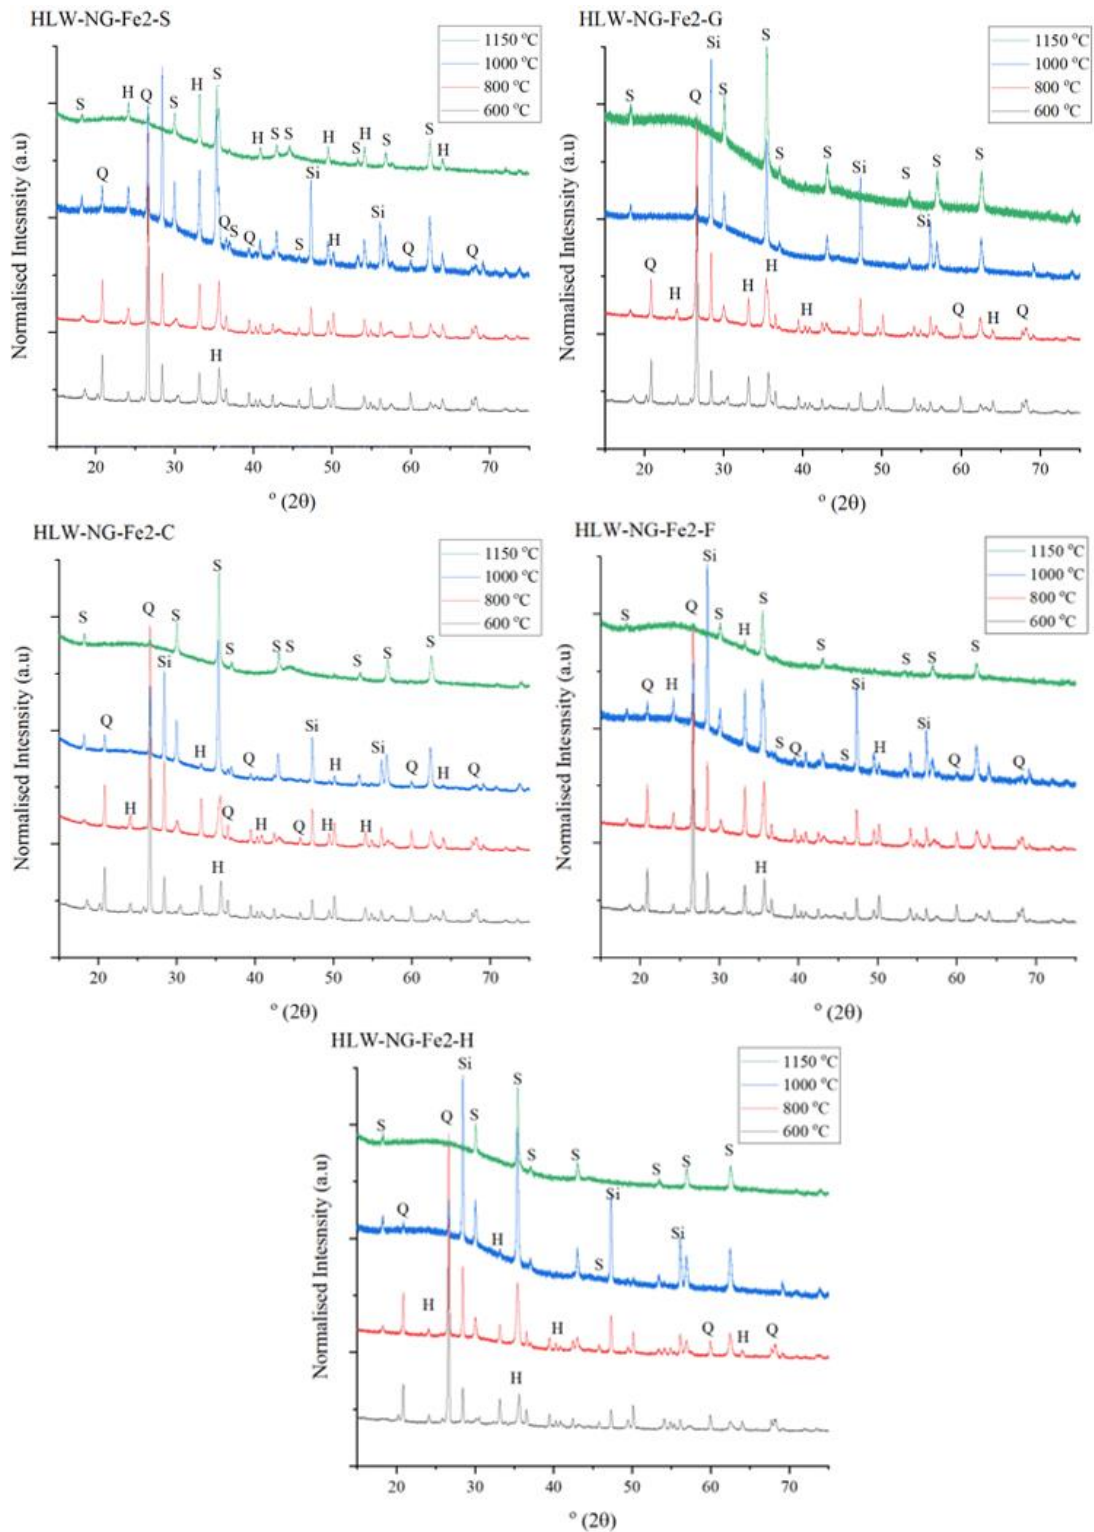 HLW-NG-Fe2-S
1150 °C
1000 °C
800 °C
600 °C
S H Q S H S H S S H S H S S H
Q Q S Q S Si H Si Q Q
H
Normalised Intesnsity (a.u)
20 30 40 50 60 70
° (2θ)
HLW-NG-Fe2-G
1150 °C
1000 °C
800 °C
600 °C
S Q Si S S S S S S S
Si Si
Q H H H H Q H Q
Normalised Intesnsity (a.u)
20 30 40 50 60 70
° (2θ)
HLW-NG-Fe2-C
1150 °C
1000 °C
800 °C
600 °C
S Q S S S S S S S S
Q Si H Q Si H Si Q H Q
H Q H Q H H
H
Normalised Intesnsity (a.u)
20 30 40 50 60 70
° (2θ)
HLW-NG-Fe2-F
1150 °C
1000 °C
800 °C
600 °C
S Q Si S H S S S S S
Q H S Q S Si H Si Q Q
H
Normalised Intesnsity (a.u)
20 30 40 50 60 70
° (2θ)
HLW-NG-Fe2-H
1150 °C
1000 °C
800 °C
600 °C
S Q Si S S S S S S S
Q H S Si Si
H H Q H Q
H
Normalised Intesnsity (a.u)
20 30 40 50 60 70
° (2θ)